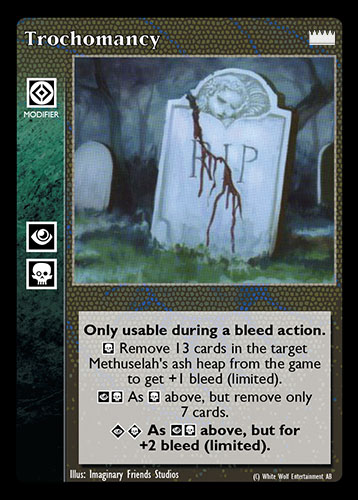 Trochomancy
MODIFIER
RIP
Only usable during a bleed action.
Remove 13 cards in the target
Methuselah's ash heap from the game
to get +1 bleed (limited).
As above, but remove only
7 cards.
As above, but for
+2 bleed (limited).
Illus: Imaginary Friends Studios
(C) White Wolf Entertainment AB